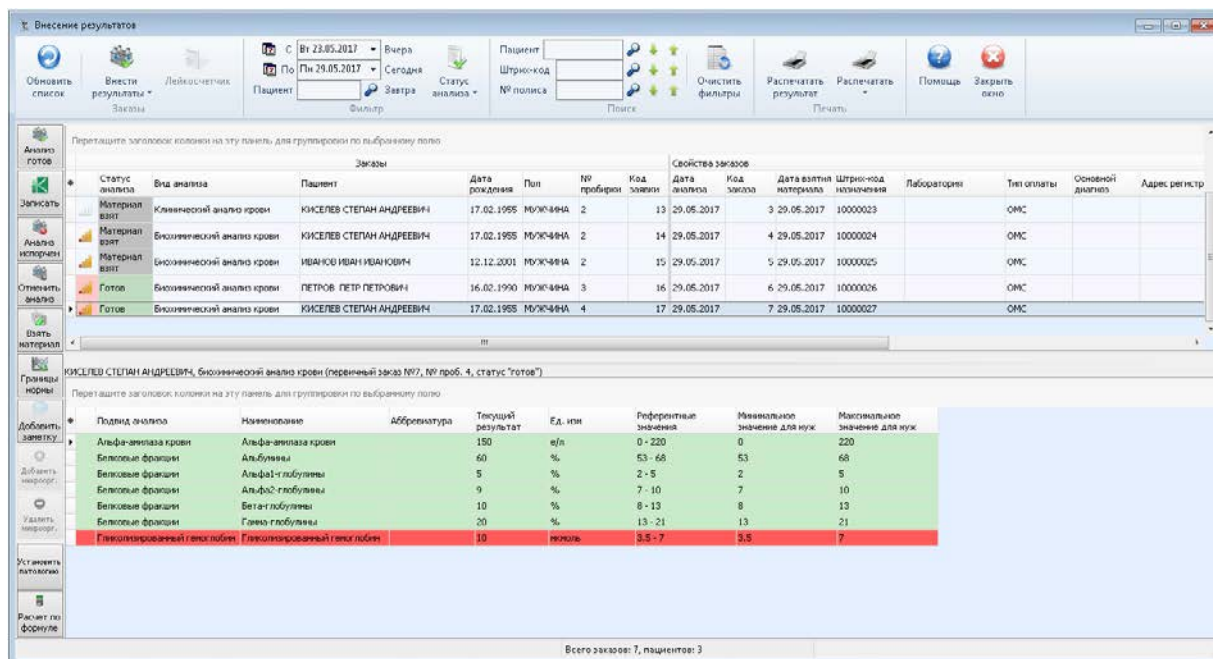 Внесение результатов
Обновить список
Внести результаты
Лейкосчетчик
Заказы
С Вт 23.05.2017 Вчера
По Пн 29.05.2017 Сегодня
Пациент Завтра
Статус анализа
Фильтр
Пациент
Штрих-код
№ полиса
Очистить фильтры
Поиск
Распечатать результат
Распечатать
Печать
Помощь
Закрыть окно
Анализ готов
Записать
Анализ испорчен
Отменить анализ
Взять материал
Границы нормы
Добавить заметку
Добавить микроорг.
Удалить микроорг.
Установить патологию
Расчет по формуле
Перетащите заголовок колонки на эту панель для группировки по выбранному полю
Заказы Свойства заказов
Статус анализа Вид анализа Пациент Дата рождения Пол № пробирки Код заявки Дата анализа Код заказа Дата взятия материала Штрих-код назначения Лаборатория Тип оплаты Основной диагноз Адрес регистр
Материал взят Клинический анализ крови КИСЕЛЕВ СТЕПАН АНДРЕЕВИЧ 17.02.1955 МУЖЧИНА 2 13 29.05.2017 3 29.05.2017 10000023 ОМС
Материал взят Биохимический анализ крови КИСЕЛЕВ СТЕПАН АНДРЕЕВИЧ 17.02.1955 МУЖЧИНА 2 14 29.05.2017 4 29.05.2017 10000024 ОМС
Материал взят Биохимический анализ крови ИВАНОВ ИВАН ИВАНОВИЧ 12.12.2001 МУЖЧИНА 2 15 29.05.2017 5 29.05.2017 10000025 ОМС
Готов Биохимический анализ крови ПЕТРОВ ПЕТР ПЕТРОВИЧ 16.02.1990 МУЖЧИНА 3 16 29.05.2017 6 29.05.2017 10000026 ОМС
Готов Биохимический анализ крови КИСЕЛЕВ СТЕПАН АНДРЕЕВИЧ 17.02.1955 МУЖЧИНА 4 17 29.05.2017 7 29.05.2017 10000027 ОМС
КИСЕЛЕВ СТЕПАН АНДРЕЕВИЧ, биохимический анализ крови (первичный заказ №7, № проб. 4, статус "готов")
Перетащите заголовок колонки на эту панель для группировки по выбранному полю
Подвид анализа Наименование Аббревиатура Текущий результат Ед. изм Референтные значения Минимальное значение для муж Максимальное значение для муж
Альфа-амилаза крови Альфа-амилаза крови 150 е/л 0 - 220 0 220
Белковые фракции Альбумины 60 % 53 - 68 53 68
Белковые фракции Альфа1-глобулины 5 % 2 - 5 2 5
Белковые фракции Альфа2-глобулины 9 % 7 - 10 7 10
Белковые фракции Бета-глобулины 10 % 8 - 13 8 13
Белковые фракции Гамма-глобулины 20 % 13 - 21 13 21
Гликолизированный гемоглобин Гликолизированный гемоглобин 10 мкмоль 3.5 - 7 3.5 7
Всего заказов: 7, пациентов: 3